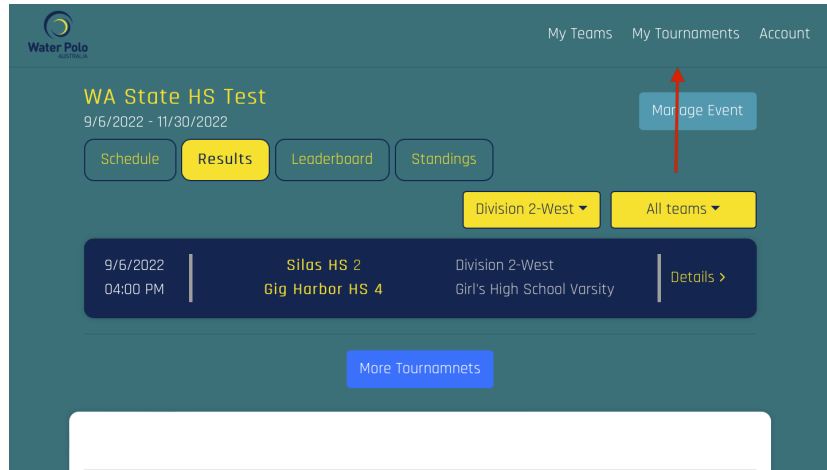 Water Polo
AUSTRALIA
My Teams My Tournaments Account
WA State HS Test
9/6/2022 - 11/30/2022
Manage Event
Schedule Results Leaderboard Standings
Division 2-West All teams
9/6/2022 Silas HS 2 Division 2-West
04:00 PM Gig Harbor HS 4 Girl's High School Varsity
Details >
More Tournamnets